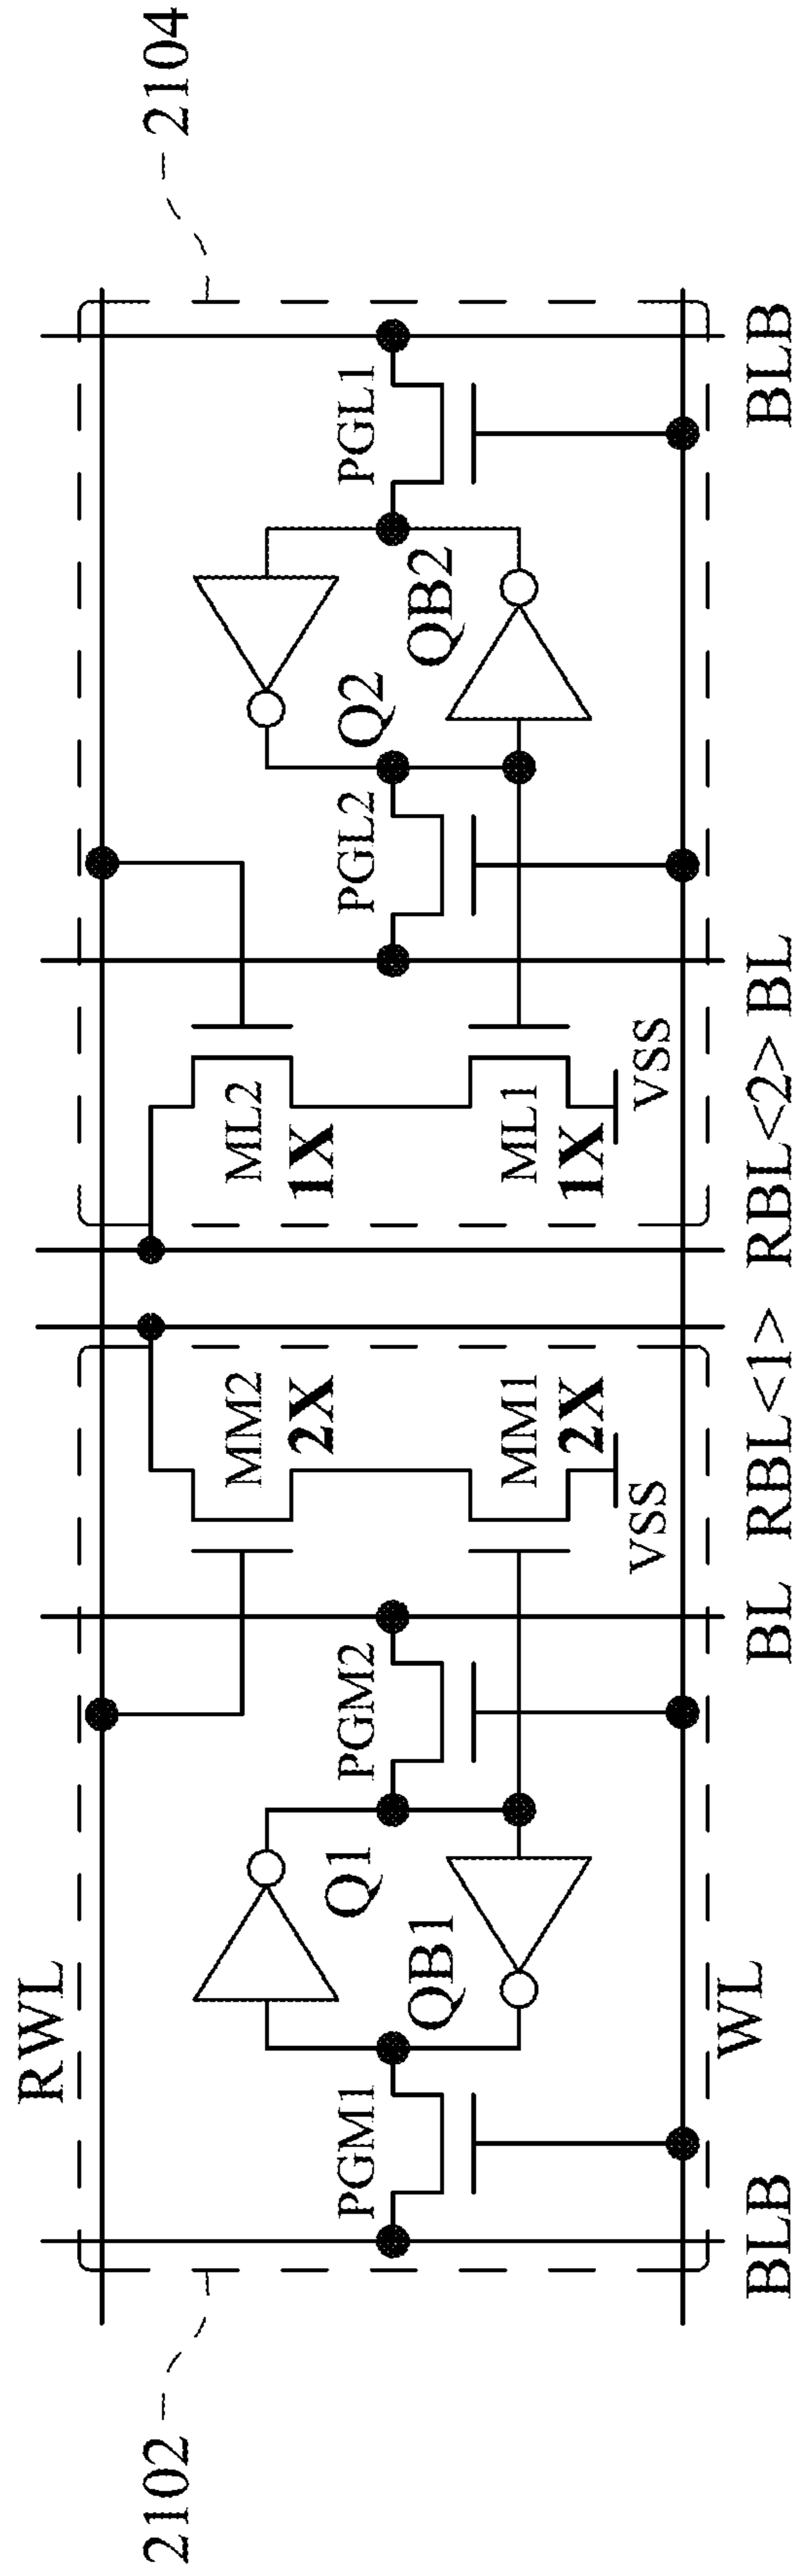 2102
2104
RWL
PGM1
QB1
Q1
PGM2
MM2
2X
MM1
2X
VSS
ML2
1X
ML1
1X
VSS
PGL2
Q2
QB2
PGL1
WL
BLB
BL
RBL<1>
RBL<2>
BL
BLB